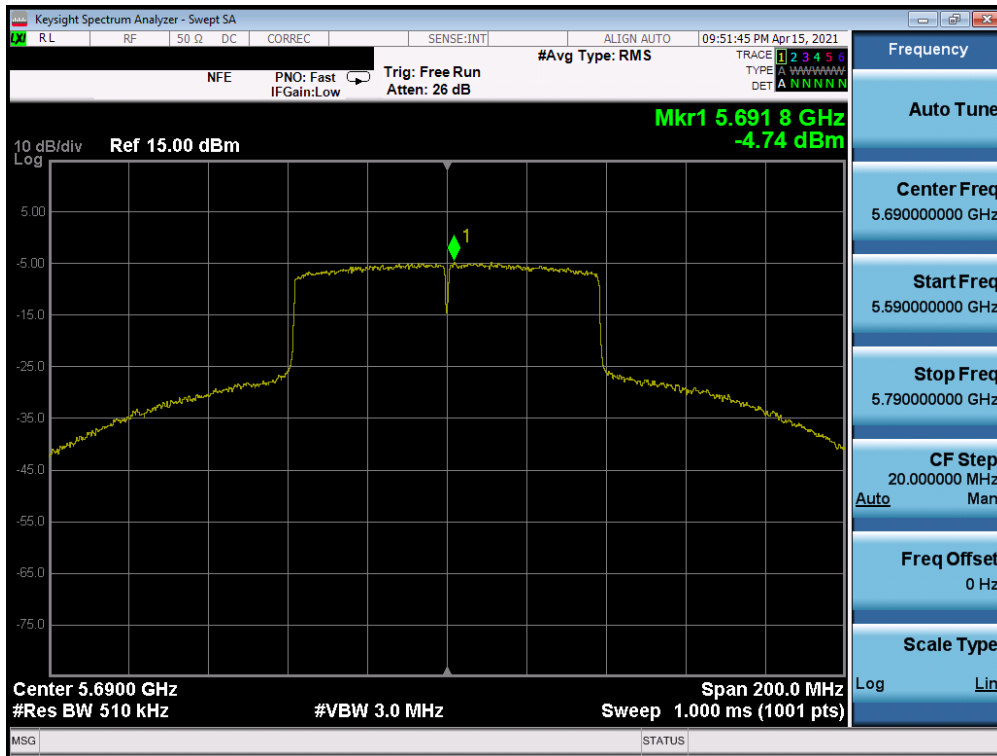 Keysight Spectrum Analyzer - Swept SA
LXI RL RF 50 Ω DC CORREC SENSE:INT ALIGN AUTO 09:51:45 PM Apr 15, 2021
#Avg Type: RMS
TRACE 1 2 3 4 5 6
TYPE A WWWWW
DET A N N N N N
NFE PNO: Fast Trig: Free Run
IFGain:Low Atten: 26 dB
Mkr1 5.691 8 GHz
-4.74 dBm
10 dB/div Ref 15.00 dBm
Log
5.00
1
-5.00
-15.0
-25.0
-35.0
-45.0
-55.0
-65.0
-75.0
Center 5.6900 GHz Span 200.0 MHz
#Res BW 510 kHz #VBW 3.0 MHz Sweep 1.000 ms (1001 pts)
MSG STATUS
Frequency
Auto Tune
Center Freq
5.690000000 GHz
Start Freq
5.590000000 GHz
Stop Freq
5.790000000 GHz
CF Step
20.000000 MHz
Auto Man
Freq Offset
0 Hz
Scale Type
Log Lin